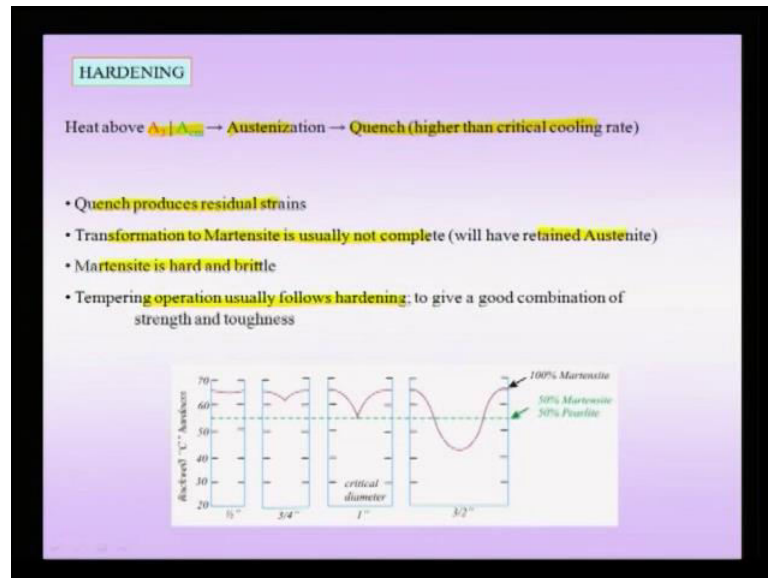 HARDENING
Heat above A₃ | Acm → Austenization → Quench (higher than critical cooling rate)
• Quench produces residual strains
• Transformation to Martensite is usually not complete (will have retained Austenite)
• Martensite is hard and brittle
• Tempering operation usually follows hardening; to give a good combination of
strength and toughness
Rockwell "C" Hardness
70
60
50
40
30
20
100% Martensite
50% Martensite
50% Pearlite
critical
diameter
½"
3/4"
1"
3/2"